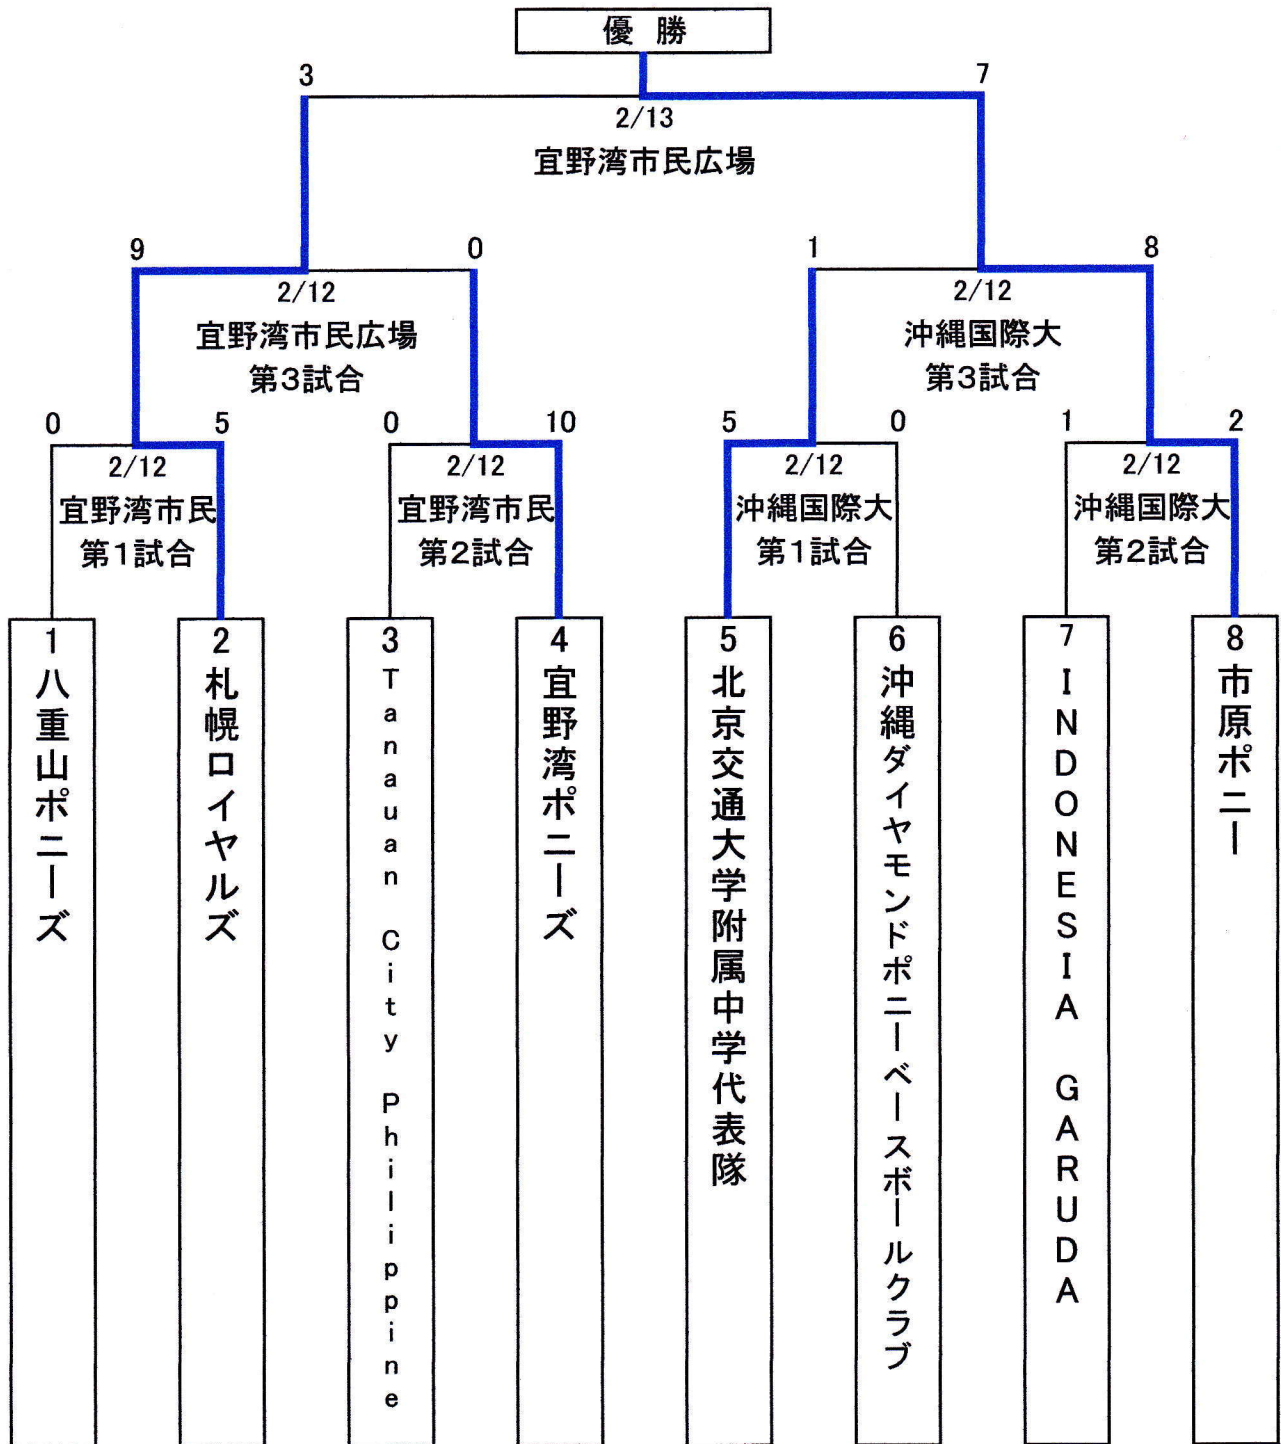 優勝
3
7
2/13
宜野湾市民広場
9
0
1
8
2/12
宜野湾市民広場
第3試合
2/12
沖縄国際大
第3試合
0
5
0
10
5
0
1
2
2/12
宜野湾市民
第1試合
2/12
宜野湾市民
第2試合
2/12
沖縄国際大
第1試合
2/12
沖縄国際大
第2試合
1
八重山ポニーズ
2
札幌ロイヤルズ
3
Tanauan City Philippine
4
宜野湾ポニーズ
5
北京交通大学附属中学代表隊
6
沖縄ダイヤモンドポニーベースボールクラブ
7
INDONESIA GARUDA
8
市原ポニー